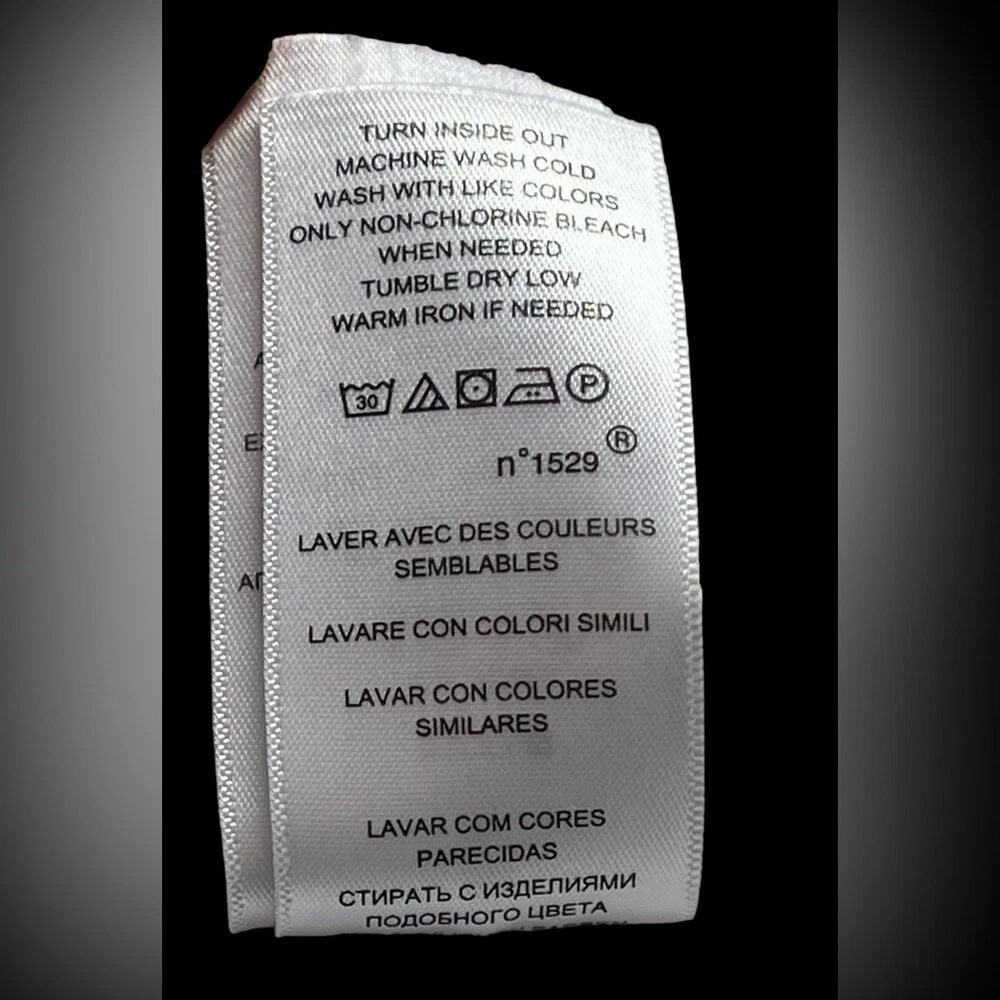 TURN INSIDE OUT
MACHINE WASH COLD
WASH WITH LIKE COLORS
ONLY NON-CHLORINE BLEACH
WHEN NEEDED
TUMBLE DRY LOW
WARM IRON IF NEEDED
30 P
n°1529®
LAVER AVEC DES COULEURS
SEMBLABLES
LAVARE CON COLORI SIMILI
LAVAR CON COLORES
SIMILARES
LAVAR COM CORES
PARECIDAS
СТИРАТЬ С ИЗДЕЛИЯМИ
ПОДОБНОГО ЦВЕТА